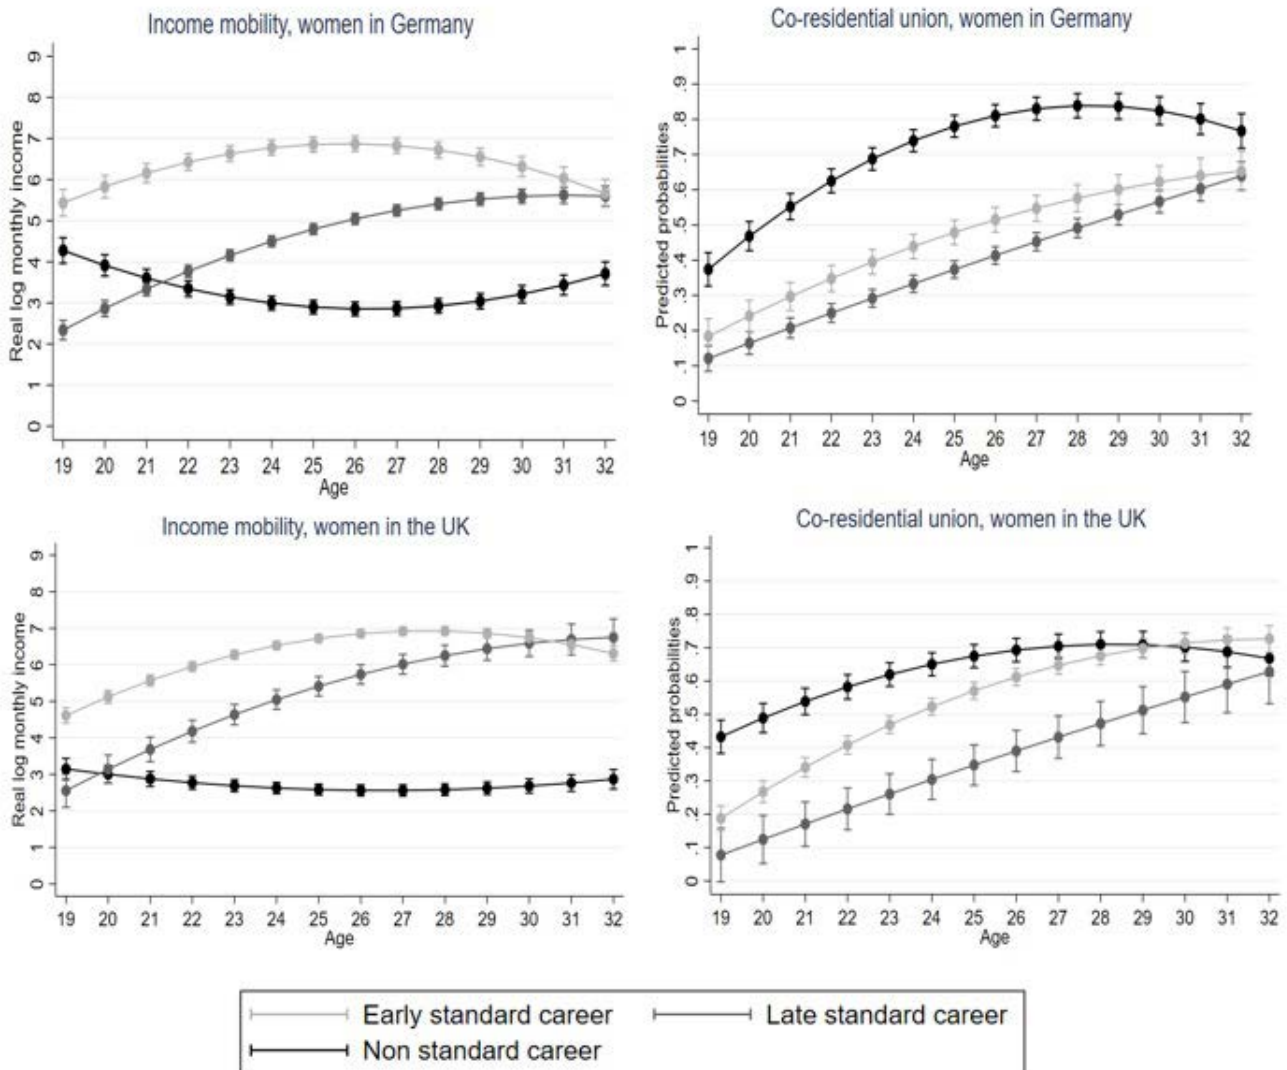 Income mobility, women in Germany
Real log monthly income
9
8
7
6
5
4
3
2
1
0
19 20 21 22 23 24 25 26 27 28 29 30 31 32
Age
Co-residential union, women in Germany
Predicted probabilities
1
.9
.8
.7
.6
.5
.4
.3
.2
.1
0
19 20 21 22 23 24 25 26 27 28 29 30 31 32
Age
Income mobility, women in the UK
Real log monthly income
9
8
7
6
5
4
3
2
1
0
19 20 21 22 23 24 25 26 27 28 29 30 31 32
Age
Co-residential union, women in the UK
Predicted probabilities
1
.9
.8
.7
.6
.5
.4
.3
.2
.1
0
19 20 21 22 23 24 25 26 27 28 29 30 31 32
Age
Early standard career Late standard career
Non standard career